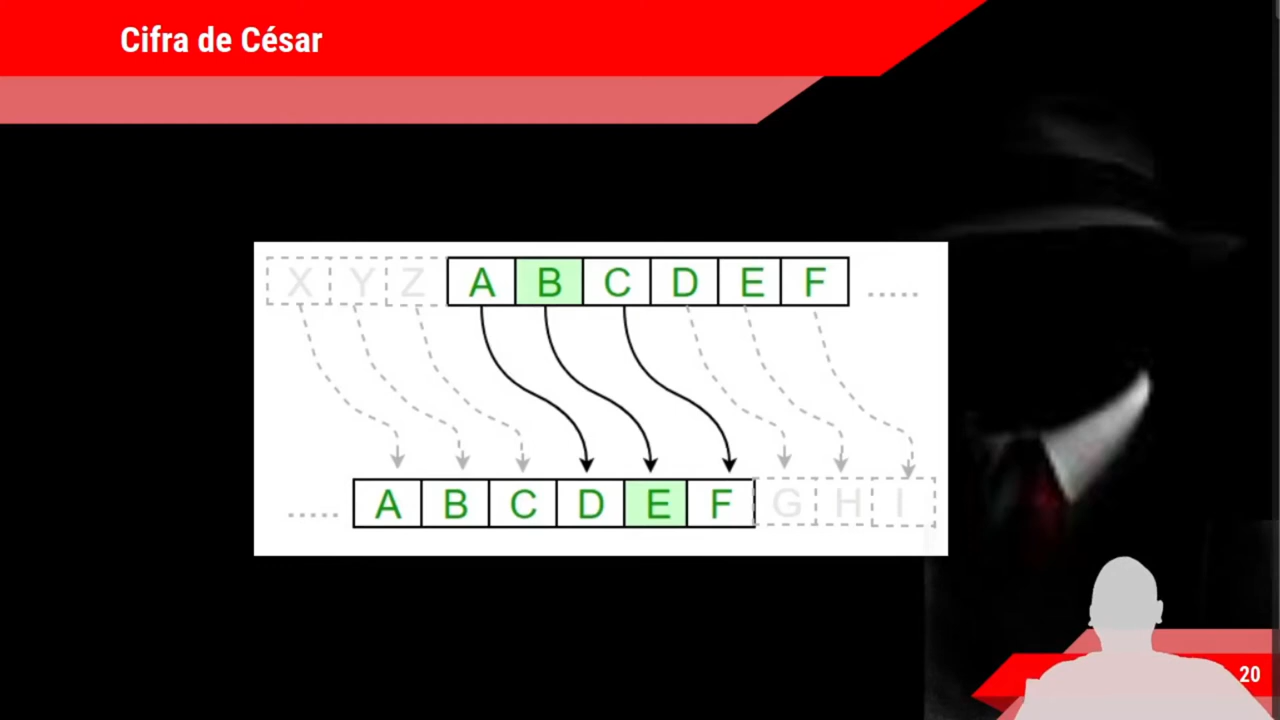 Cifra de César
X Y Z A B C D E F ......
..... A B C D E F G H I
20